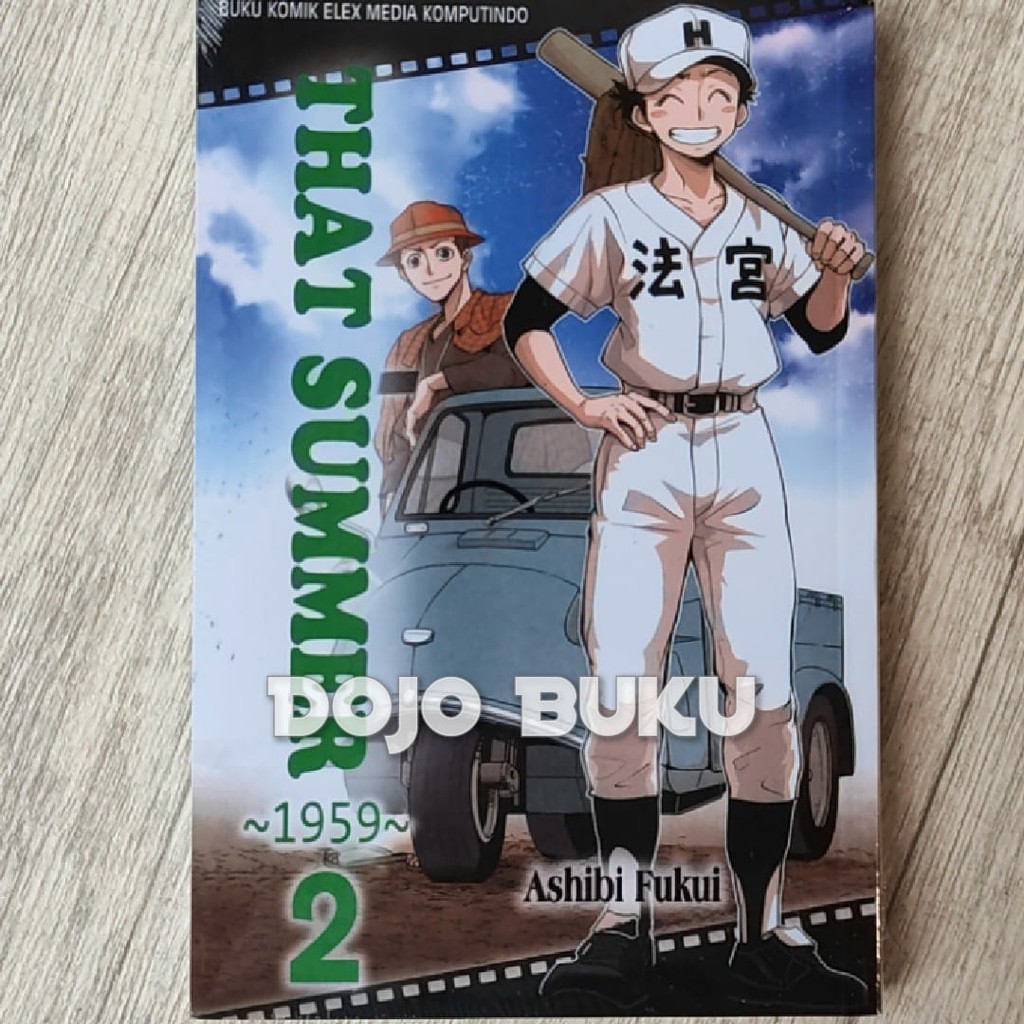 BUKU KOMIK ELEX MEDIA KOMPUTINDO
H
法 宮
THAT SUMMER
DOJO BUKU
~1959~
Ashibi Fukui
2